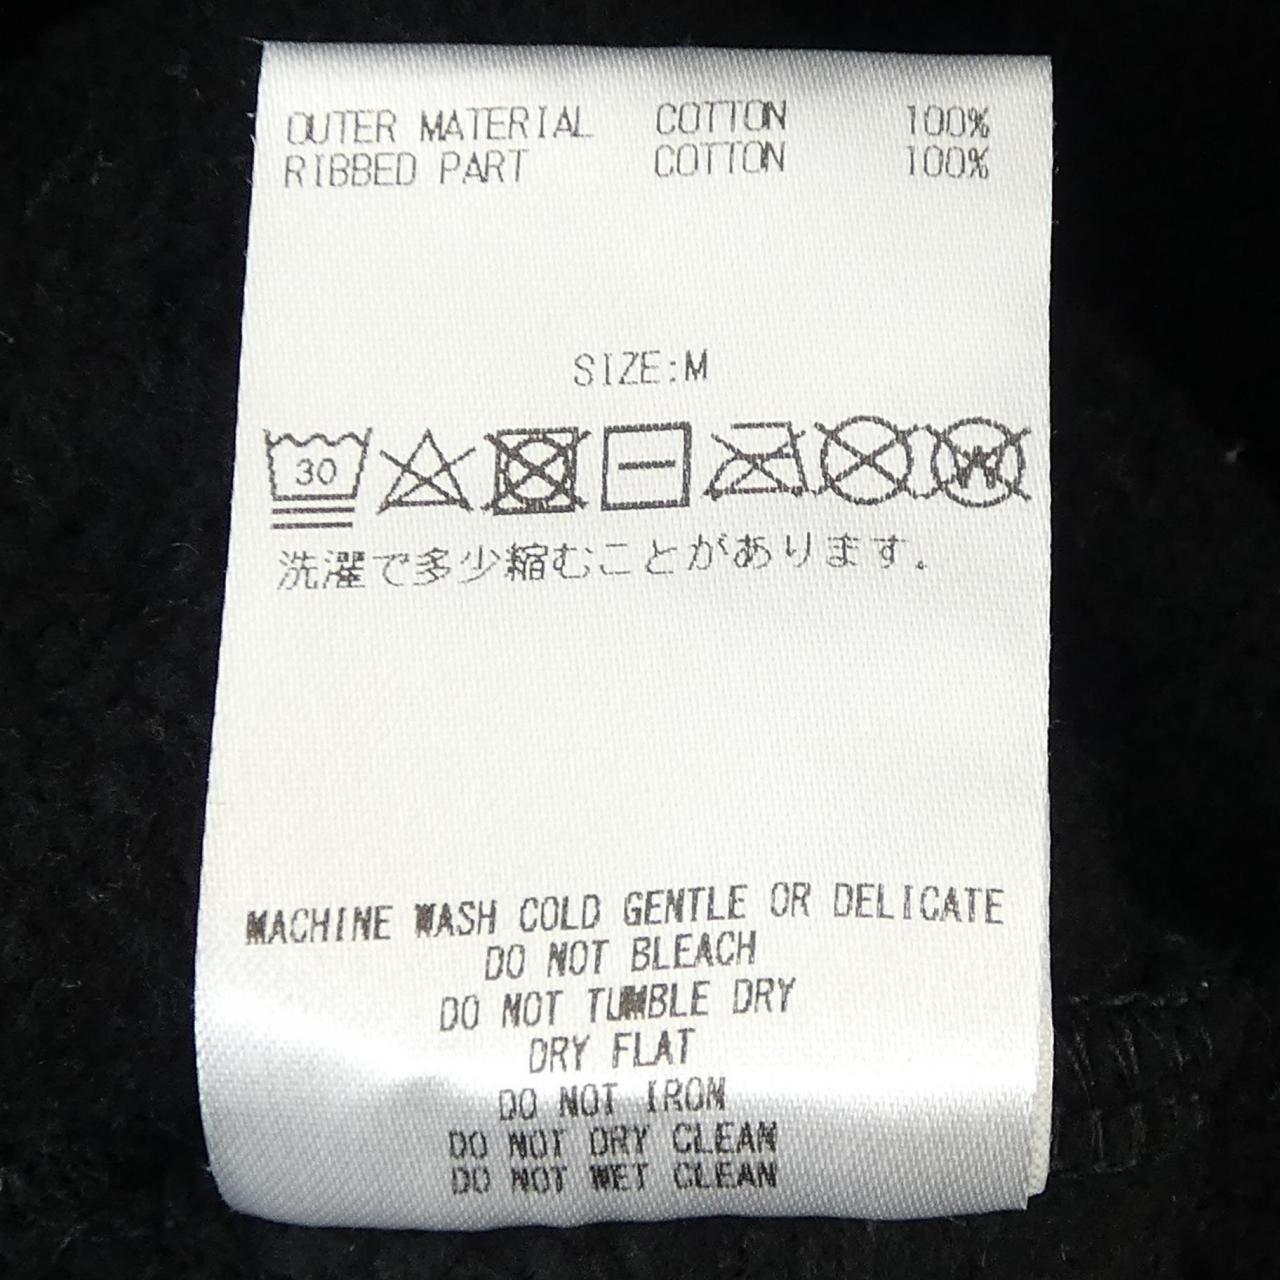 OUTER MATERIAL COTTON 100%
RIBBED PART COTTON 100%
SIZE:M
30 W
洗濯で多少縮むことがあります。
MACHINE WASH COLD GENTLE OR DELICATE
DO NOT BLEACH
DO NOT TUMBLE DRY
DRY FLAT
DO NOT IRON
DO NOT DRY CLEAN
DO NOT WET CLEAN